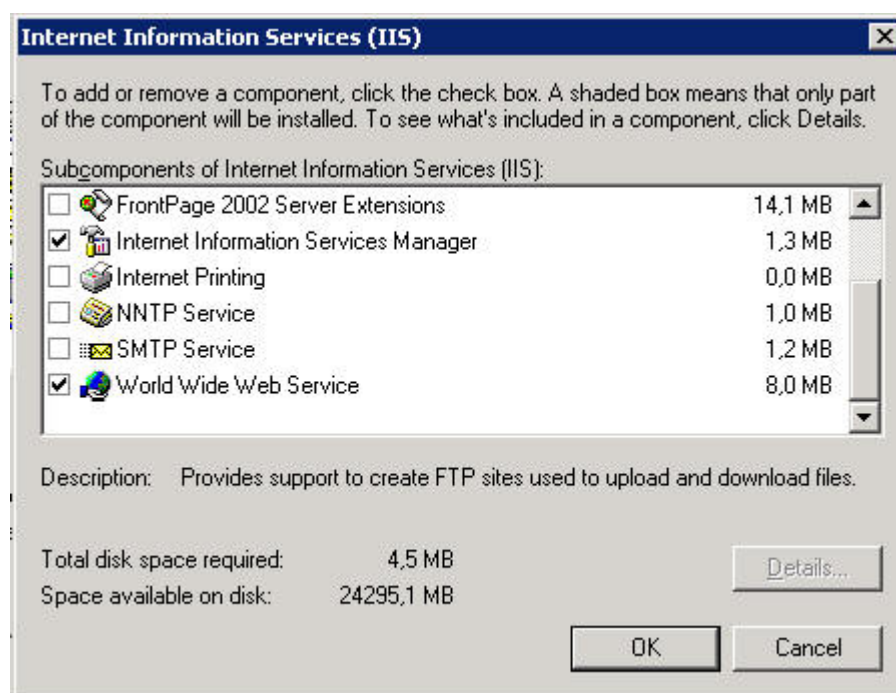 Internet Information Services (IIS)
To add or remove a component, click the check box. A shaded box means that only part
of the component will be installed. To see what's included in a component, click Details.
Subcomponents of Internet Information Services (IIS):
FrontPage 2002 Server Extensions 14,1 MB
Internet Information Services Manager 1,3 MB
Internet Printing 0,0 MB
NNTP Service 1,0 MB
SMTP Service 1,2 MB
World Wide Web Service 8,0 MB
Description: Provides support to create FTP sites used to upload and download files.
Total disk space required: 4,5 MB
Space available on disk: 24295,1 MB
Details...
OK Cancel